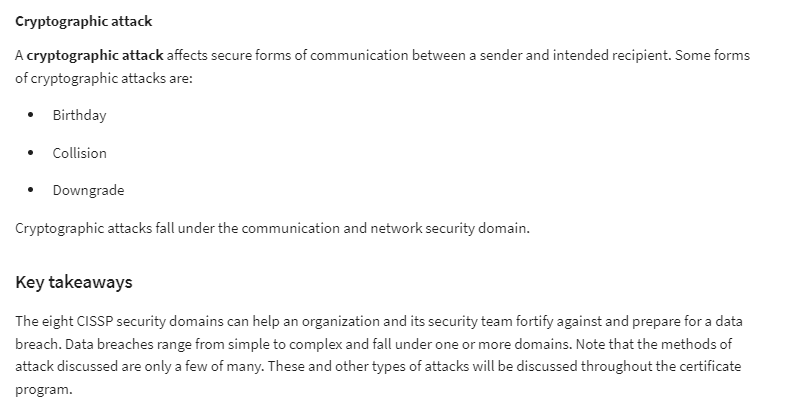 Cryptographic attack
A cryptographic attack affects secure forms of communication between a sender and intended recipient. Some forms
of cryptographic attacks are:
• Birthday
• Collision
• Downgrade
Cryptographic attacks fall under the communication and network security domain.
Key takeaways
The eight CISSP security domains can help an organization and its security team fortify against and prepare for a data
breach. Data breaches range from simple to complex and fall under one or more domains. Note that the methods of
attack discussed are only a few of many. These and other types of attacks will be discussed throughout the certificate
program.